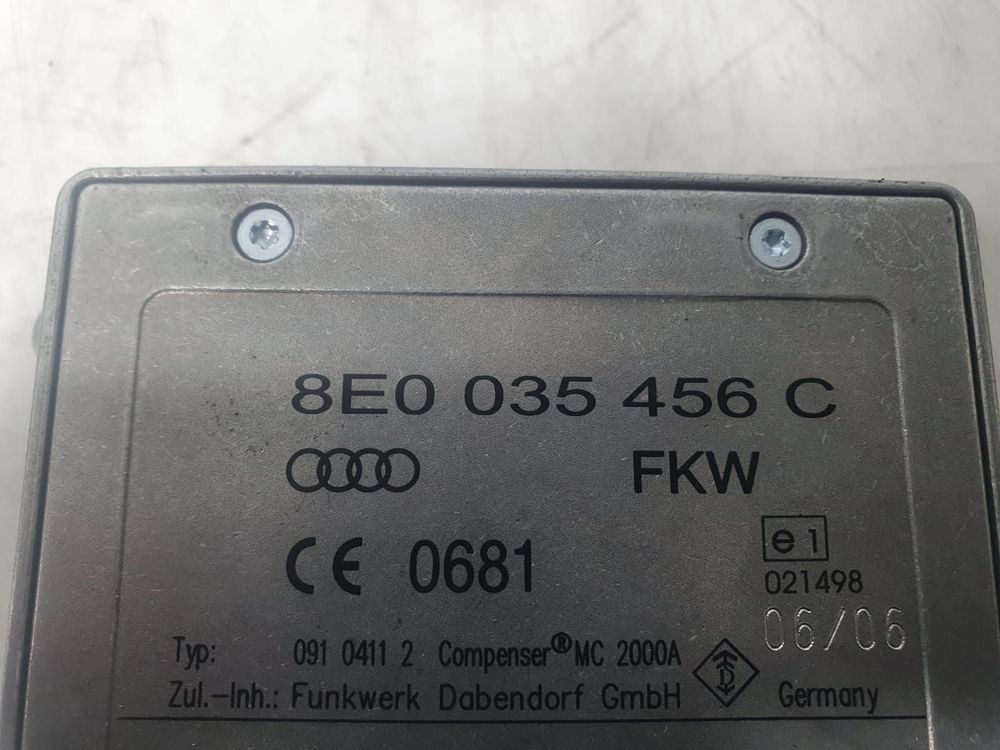 8E0 035 456 C
FKW
CE 0681
e1
021498
06/06
Typ: 091 0411 2 Compenser® MC 2000A
Zul.-Inh.: Funkwerk Dabendorf GmbH Germany